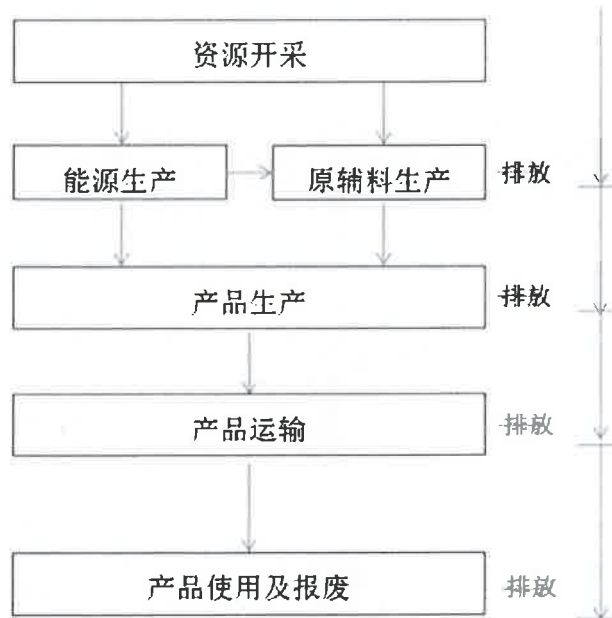 资源开采
能源生产
原辅料生产
排放
产品生产
排放
产品运输
排放
产品使用及报废
排放